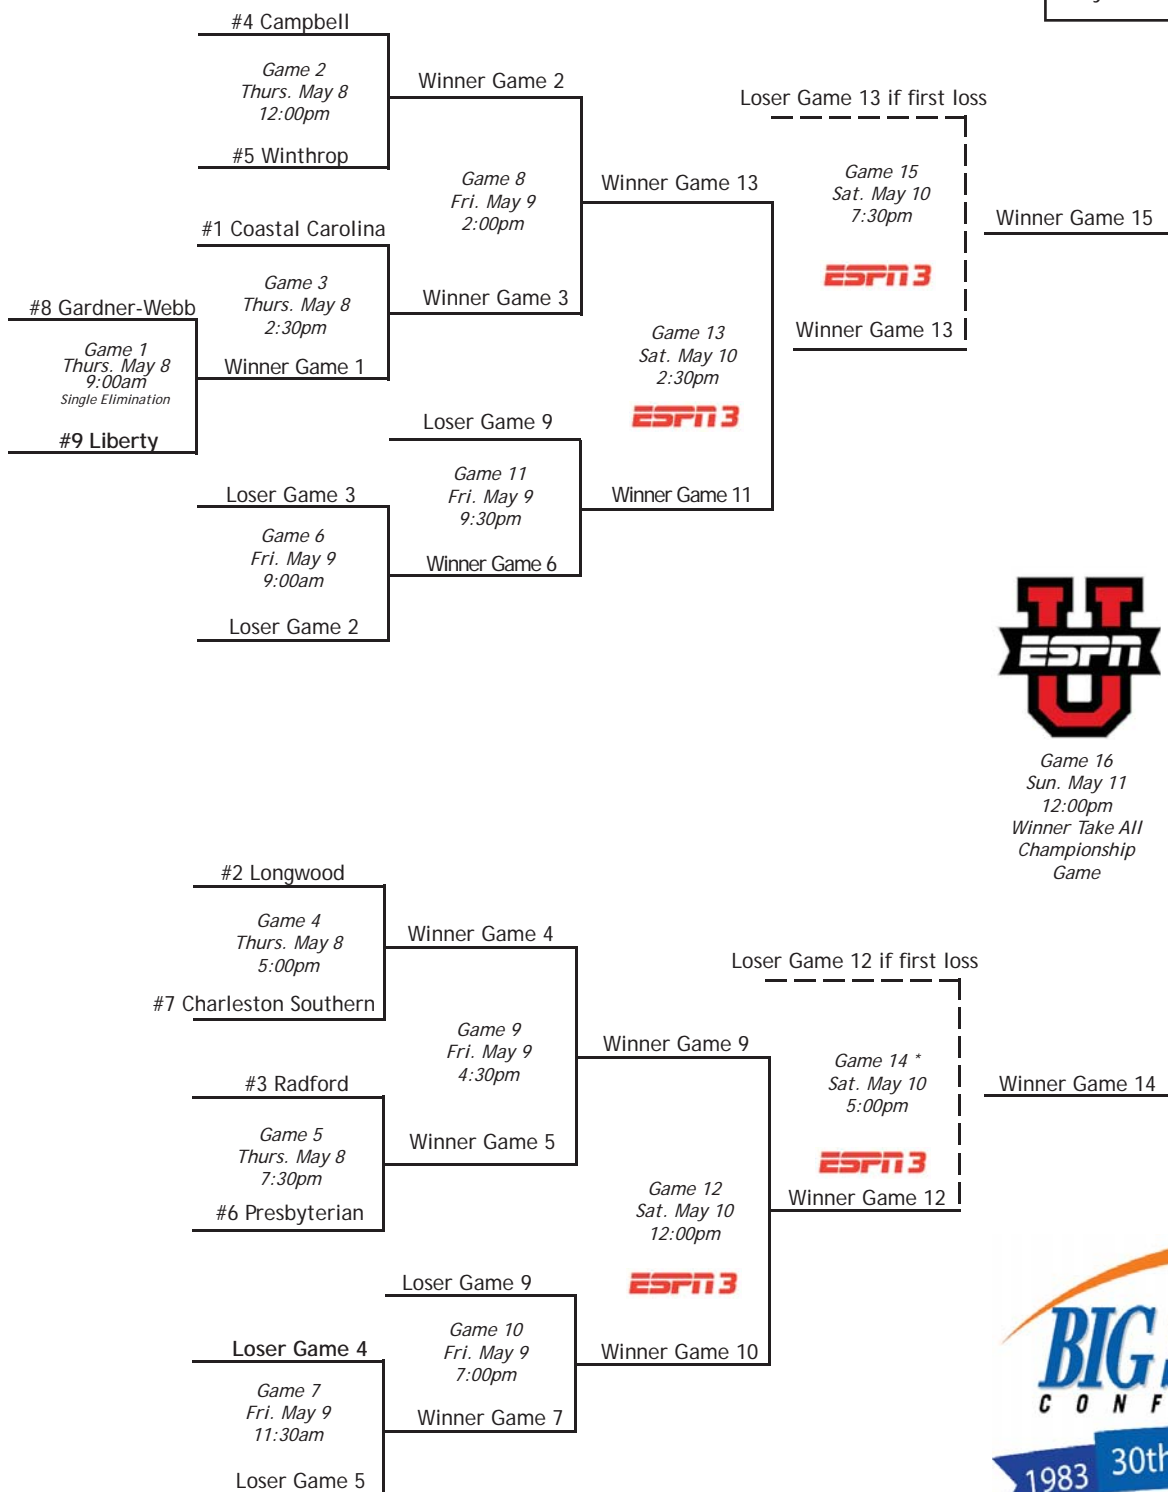 #4 Campbell
Game 2
Thurs. May 8
12:00pm
#5 Winthrop
Winner Game 2
Game 8
Fri. May 9
2:00pm
#1 Coastal Carolina
Game 3
Thurs. May 8
2:30pm
Winner Game 1
Winner Game 3
#8 Gardner-Webb
Game 1
Thurs. May 8
9:00am
Single Elimination
#9 Liberty
Winner Game 13
Loser Game 9
Game 11
Fri. May 9
9:30pm
Winner Game 6
Loser Game 3
Game 6
Fri. May 9
9:00am
Loser Game 2
Game 13
Sat. May 10
2:30pm
ESPN 3
Winner Game 11
Loser Game 13 if first loss
Game 15
Sat. May 10
7:30pm
ESPN 3
Winner Game 13
Winner Game 15
U
ESPN
Game 16
Sun. May 11
12:00pm
Winner Take All
Championship
Game
#2 Longwood
Game 4
Thurs. May 8
5:00pm
#7 Charleston Southern
Winner Game 4
Game 9
Fri. May 9
4:30pm
#3 Radford
Game 5
Thurs. May 8
7:30pm
#6 Presbyterian
Winner Game 5
Winner Game 9
Game 12
Sat. May 10
12:00pm
ESPN 3
Loser Game 9
Game 10
Fri. May 9
7:00pm
Winner Game 7
Loser Game 4
Game 7
Fri. May 9
11:30am
Loser Game 5
Winner Game 10
Loser Game 12 if first loss
Game 14 *
Sat. May 10
5:00pm
ESPN 3
Winner Game 12
Winner Game 14
BIG
CONF
1983 30th